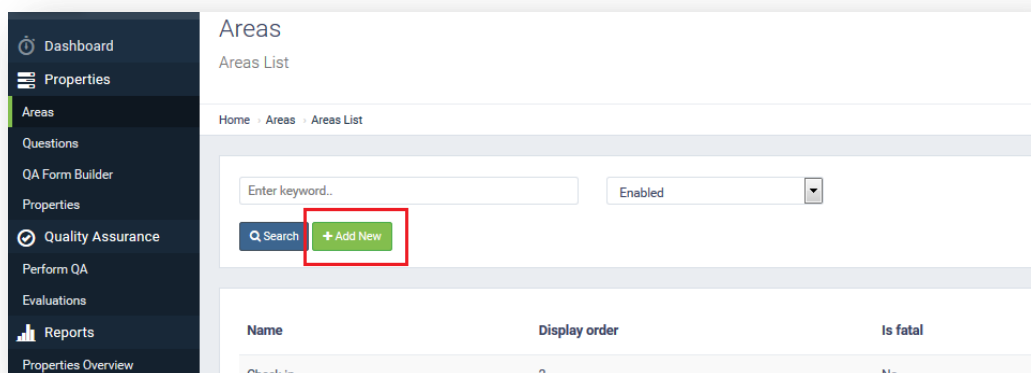 Dashboard
Properties
Areas
Questions
QA Form Builder
Properties
Quality Assurance
Perform QA
Evaluations
Reports
Properties Overview
Areas
Areas List
Home › Areas › Areas List
Enter keyword..
Enabled
Search
+ Add New
Name Display order Is fatal